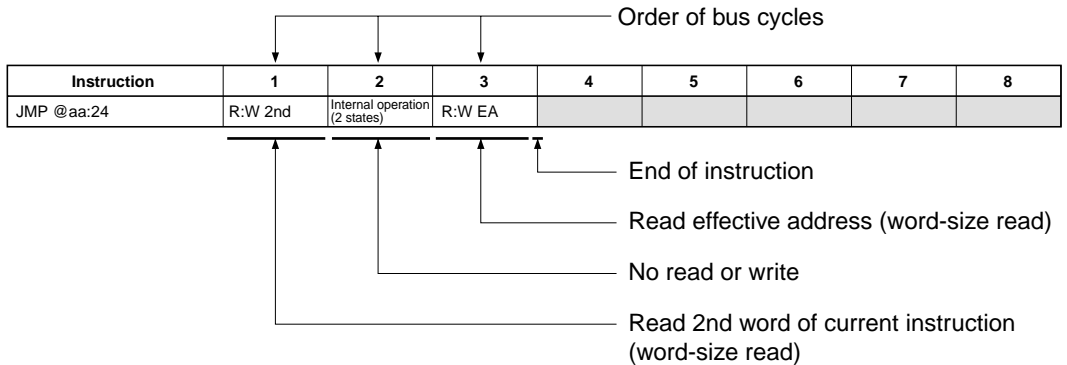 Order of bus cycles
Instruction 1 2 3 4 5 6 7 8
JMP @aa:24 R:W 2nd Internal operation (2 states) R:W EA
End of instruction
Read effective address (word-size read)
No read or write
Read 2nd word of current instruction
(word-size read)